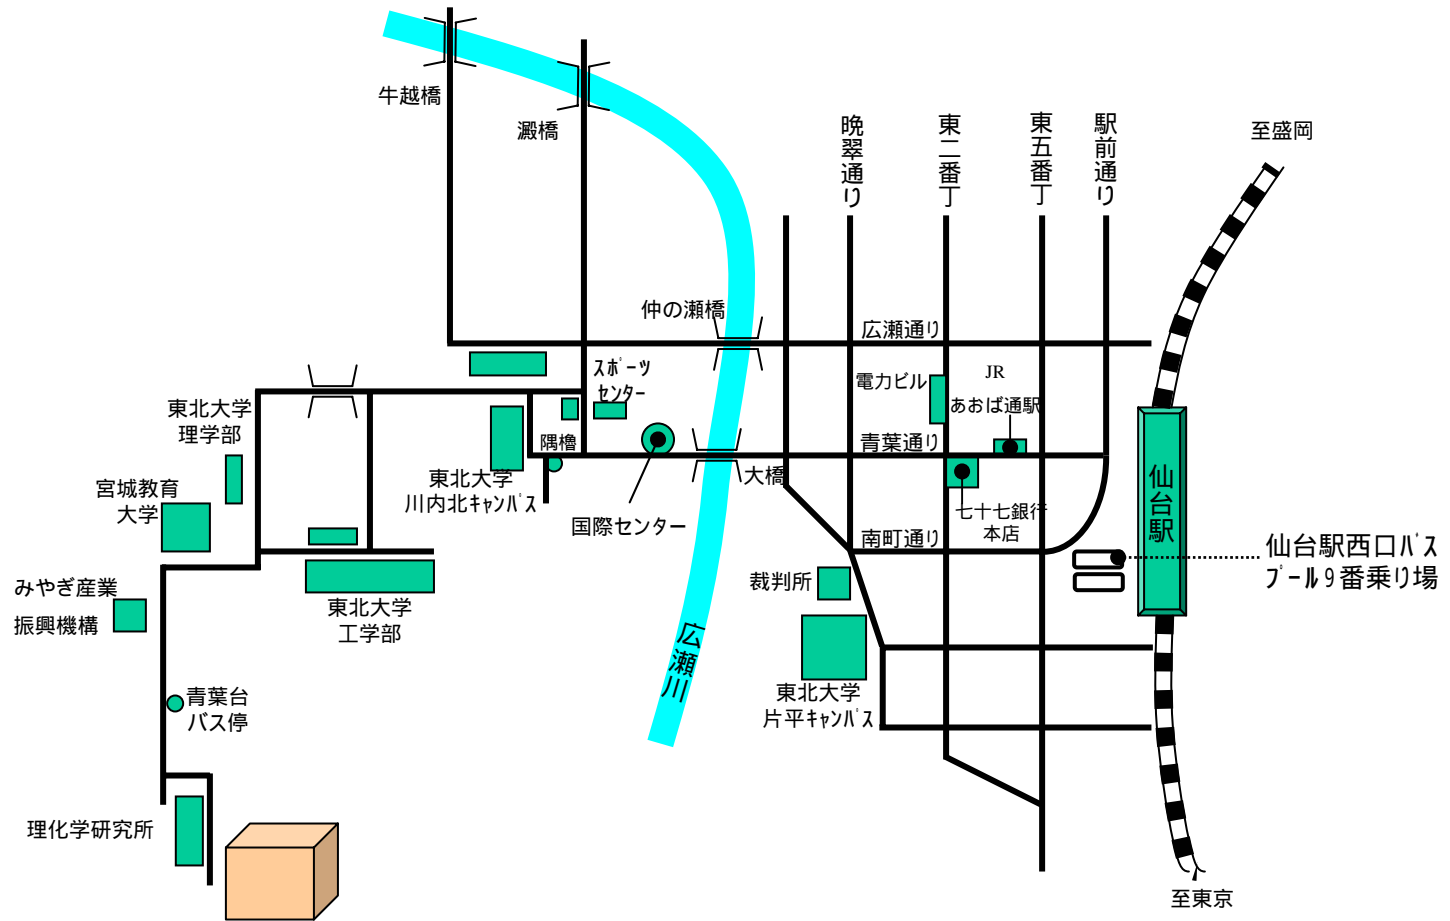 牛越橋
澱橋
晩翠通り
東二番丁
東五番丁
駅前通り
至盛岡
仲の瀬橋
広瀬通り
スポーツ
センター
電力ビル
JR
あおば通駅
東北大学
理学部
隅櫓
青葉通り
大橋
東北大学
川内北キャンパス
宮城教育
大学
国際センター
七十七銀行
本店
南町通り
仙台駅
仙台駅西口バス
プール9番乗り場
みやぎ産業
振興機構
裁判所
東北大学
工学部
広瀬川
東北大学
片平キャンパス
青葉台
バス停
理化学研究所
至東京